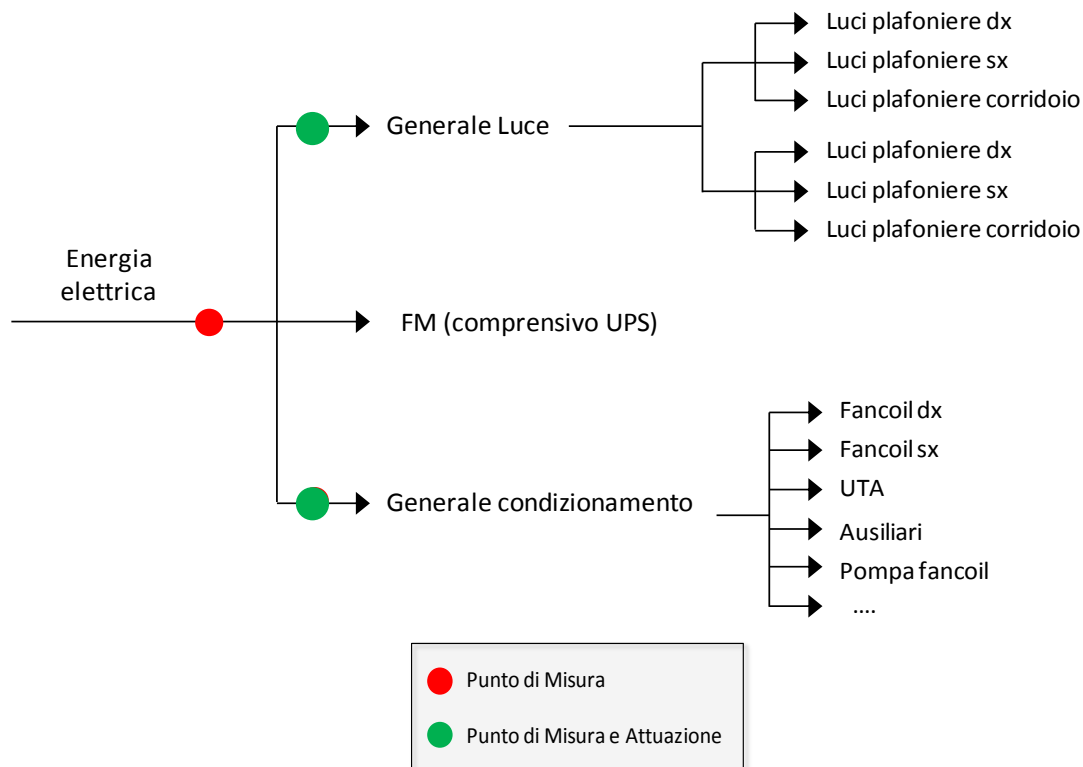 Luci plafoniere dx
Luci plafoniere sx
Luci plafoniere corridoio
Generale Luce
Luci plafoniere dx
Luci plafoniere sx
Luci plafoniere corridoio
Energia
elettrica
FM (comprensivo UPS)
Fancoil dx
Fancoil sx
UTA
Generale condizionamento
Ausiliari
Pompa fancoil
....
Punto di Misura
Punto di Misura e Attuazione